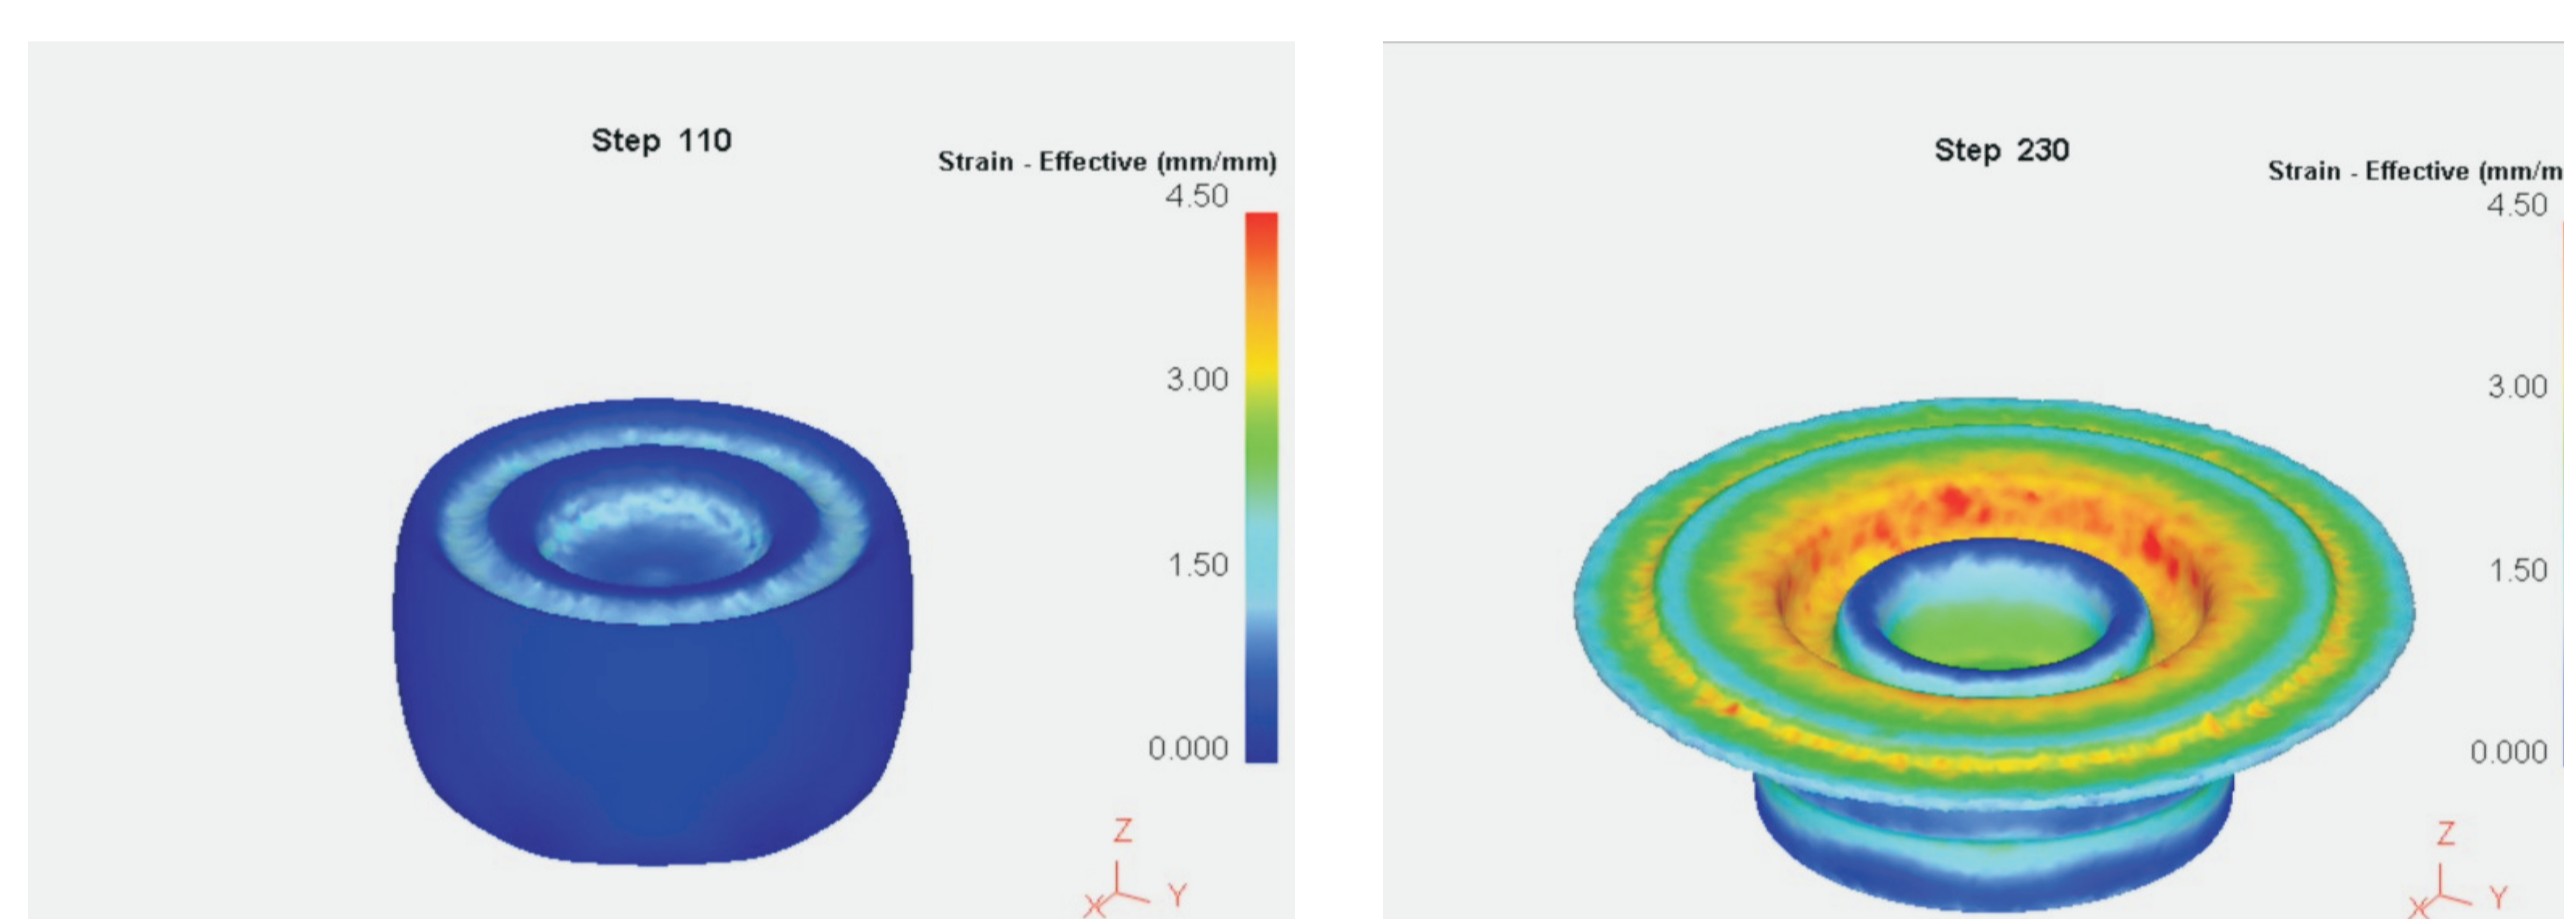 Step 110
Strain - Effective (mm/mm)
4.50
3.00
1.50
0.000
Z
X
Y
Step 230
Strain - Effective (mm/m
4.50
3.00
1.50
0.000
Z
X
Y